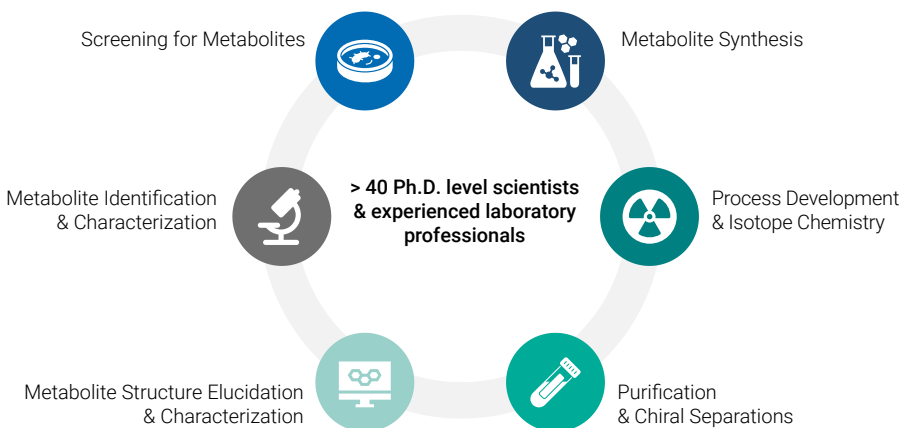 Screening for Metabolites
Metabolite Synthesis
Metabolite Identification
& Characterization
> 40 Ph.D. level scientists
& experienced laboratory
professionals
Process Development
& Isotope Chemistry
Metabolite Structure Elucidation
& Characterization
Purification
& Chiral Separations